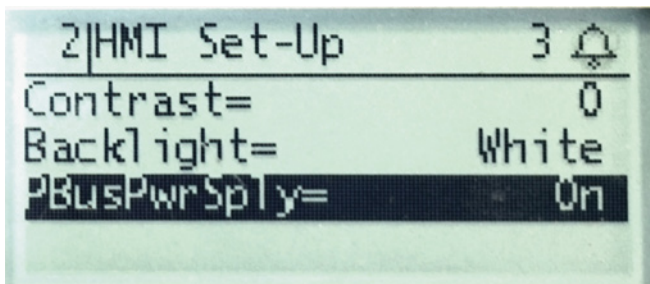 2|HMI Set-Up 3
Contrast= 0
Backlight= White
PBusPwrSply= On